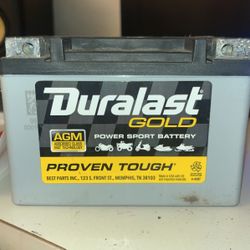 Duralast
GOLD
AGM
POWER SPORT BATTERY
PROVEN TOUGH
BEST PARTS INC., 123 S. FRONT ST., MEMPHIS, TN 38103